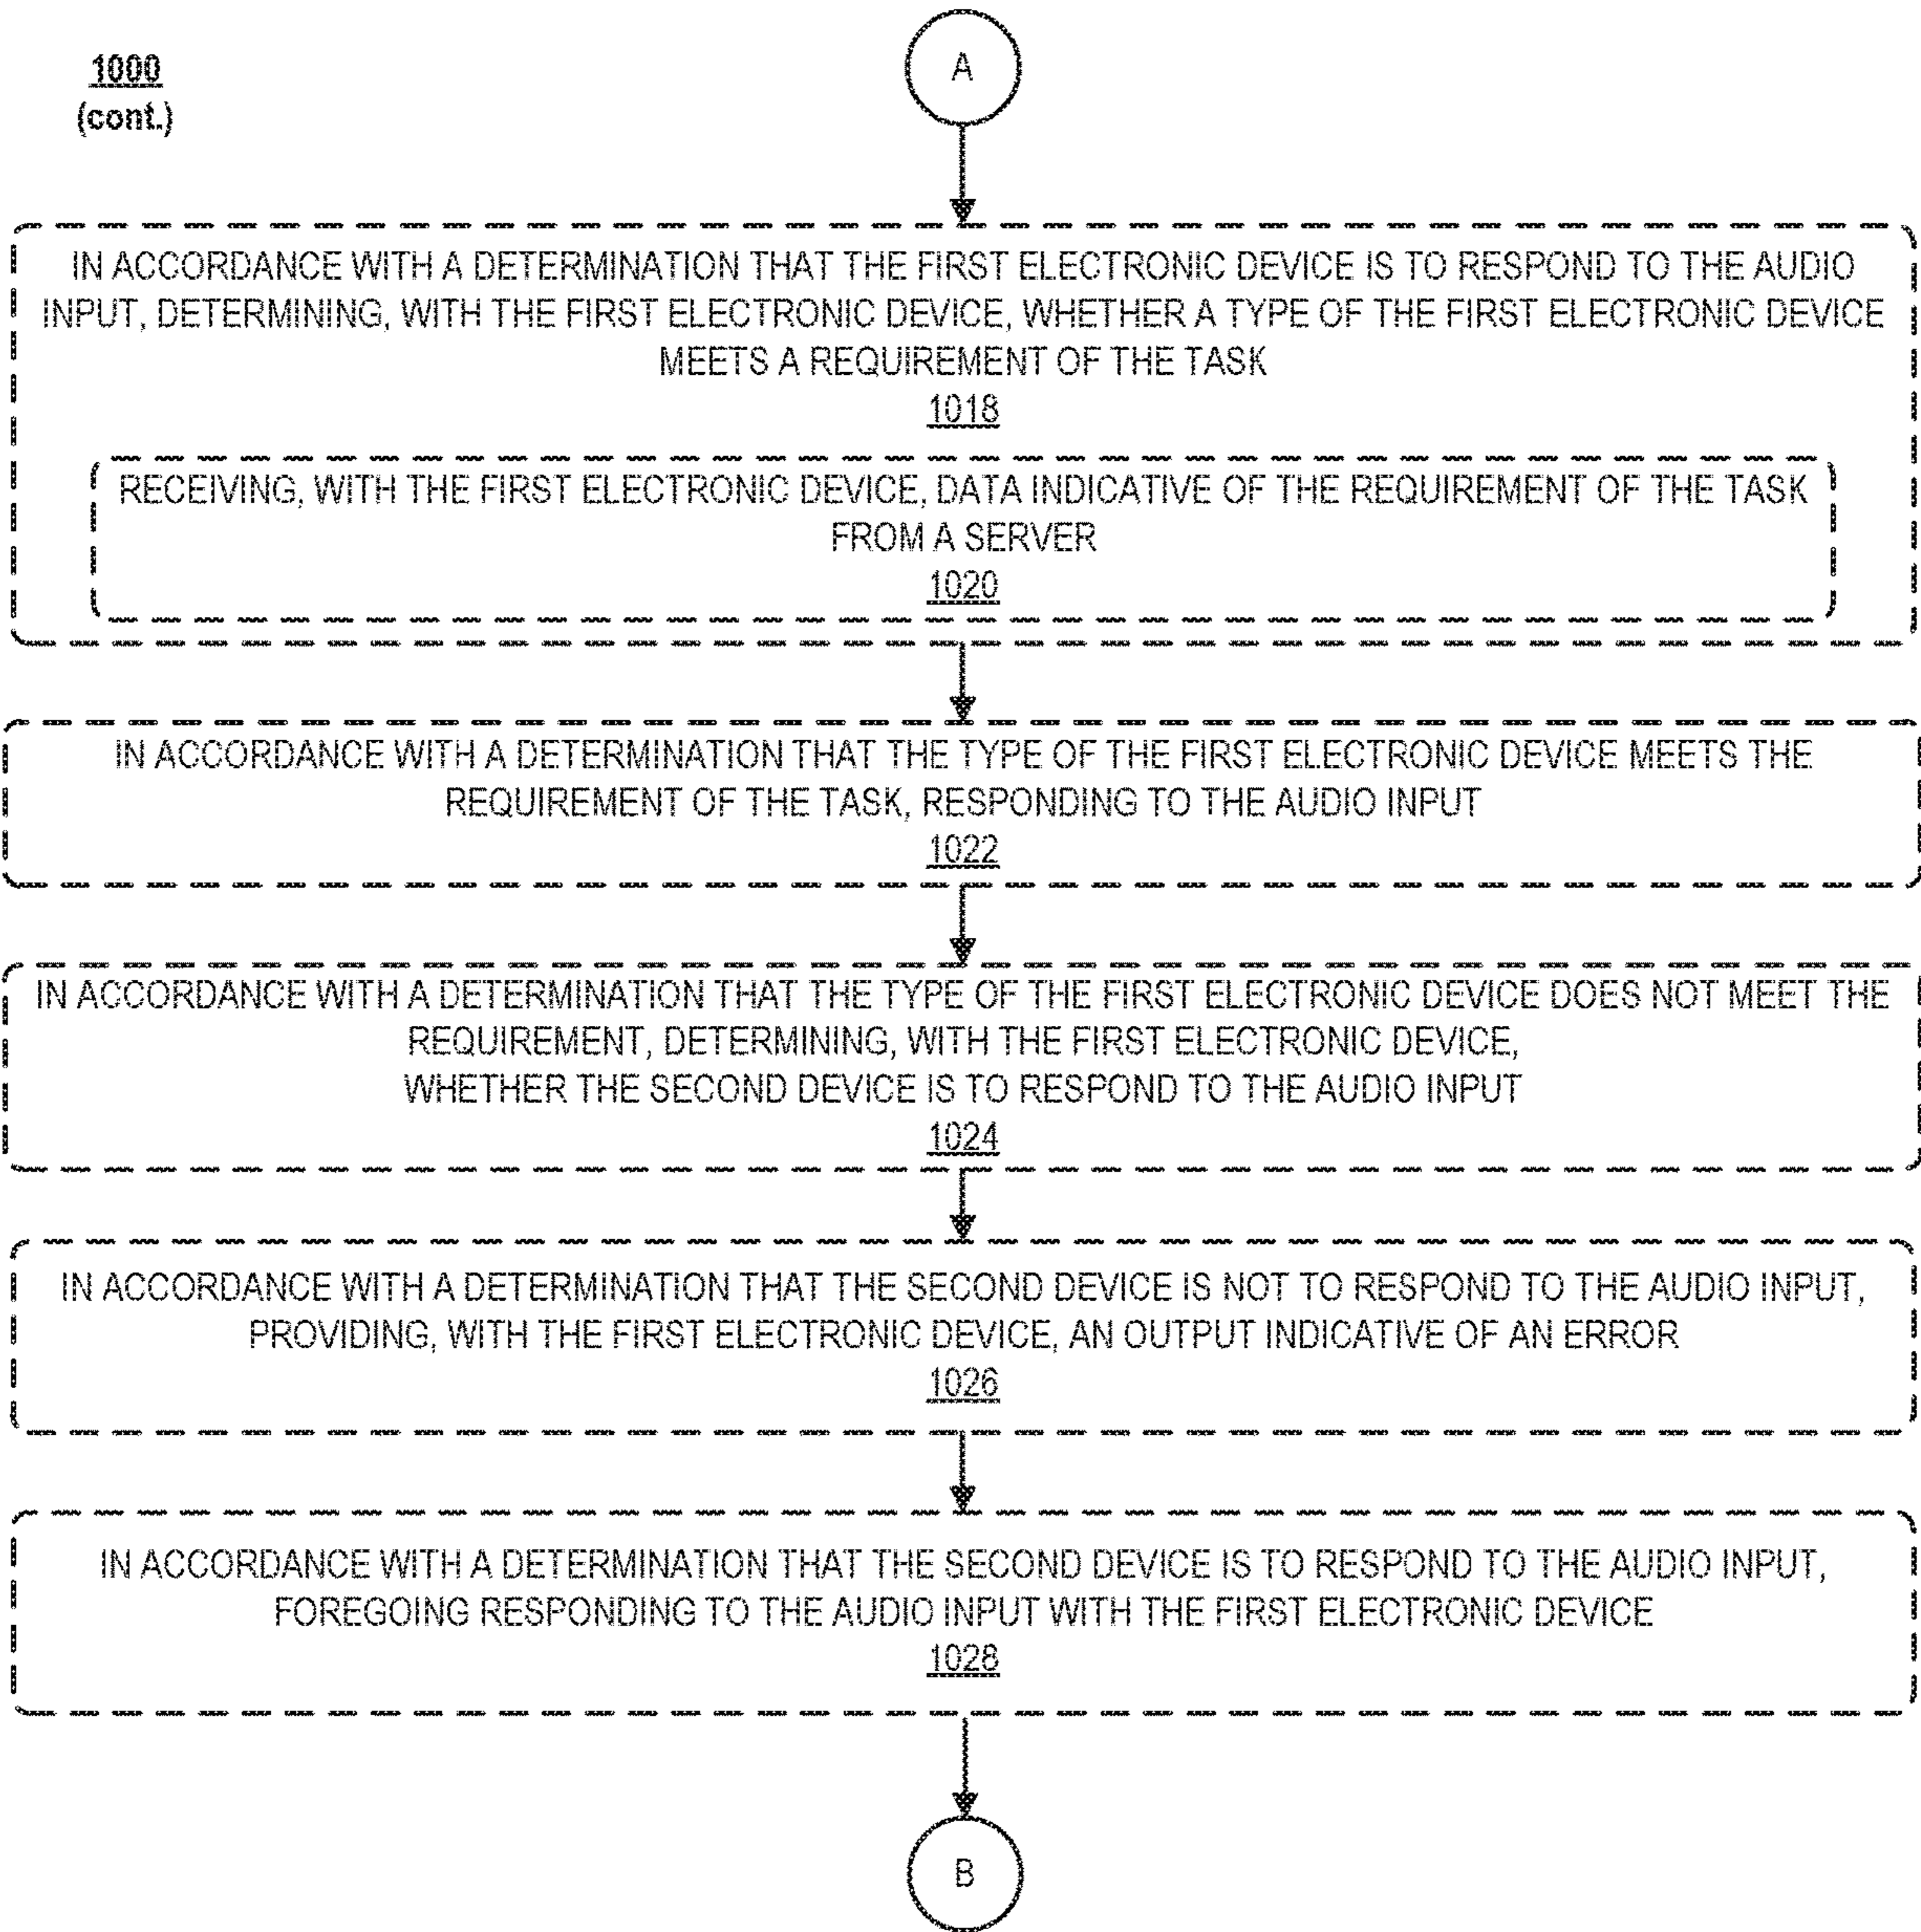 1000
(cont.)
A
IN ACCORDANCE WITH A DETERMINATION THAT THE FIRST ELECTRONIC DEVICE IS TO RESPOND TO THE AUDIO
INPUT, DETERMINING, WITH THE FIRST ELECTRONIC DEVICE, WHETHER A TYPE OF THE FIRST ELECTRONIC DEVICE
MEETS A REQUIREMENT OF THE TASK
1018
RECEIVING, WITH THE FIRST ELECTRONIC DEVICE, DATA INDICATIVE OF THE REQUIREMENT OF THE TASK
FROM A SERVER
1020
IN ACCORDANCE WITH A DETERMINATION THAT THE TYPE OF THE FIRST ELECTRONIC DEVICE MEETS THE
REQUIREMENT OF THE TASK, RESPONDING TO THE AUDIO INPUT
1022
IN ACCORDANCE WITH A DETERMINATION THAT THE TYPE OF THE FIRST ELECTRONIC DEVICE DOES NOT MEET THE
REQUIREMENT, DETERMINING, WITH THE FIRST ELECTRONIC DEVICE,
WHETHER THE SECOND DEVICE IS TO RESPOND TO THE AUDIO INPUT
1024
IN ACCORDANCE WITH A DETERMINATION THAT THE SECOND DEVICE IS NOT TO RESPOND TO THE AUDIO INPUT,
PROVIDING, WITH THE FIRST ELECTRONIC DEVICE, AN OUTPUT INDICATIVE OF AN ERROR
1026
IN ACCORDANCE WITH A DETERMINATION THAT THE SECOND DEVICE IS TO RESPOND TO THE AUDIO INPUT,
FOREGOING RESPONDING TO THE AUDIO INPUT WITH THE FIRST ELECTRONIC DEVICE
1028
B